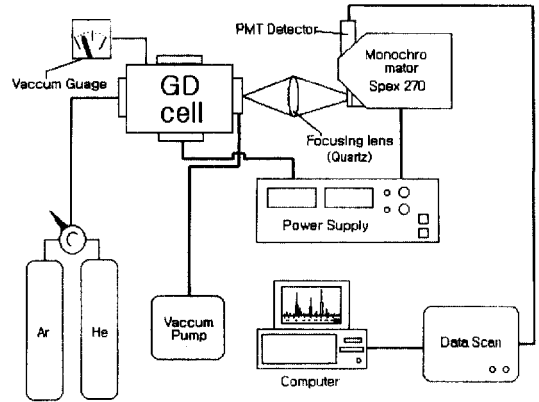 PMT Detector
Monochro
mator
Spex 270
Vaccum Guage
GD
cell
Focusing lens
(Quartz)
Power Supply
Ar
He
Vaccum
Pump
Data Scan
Computer